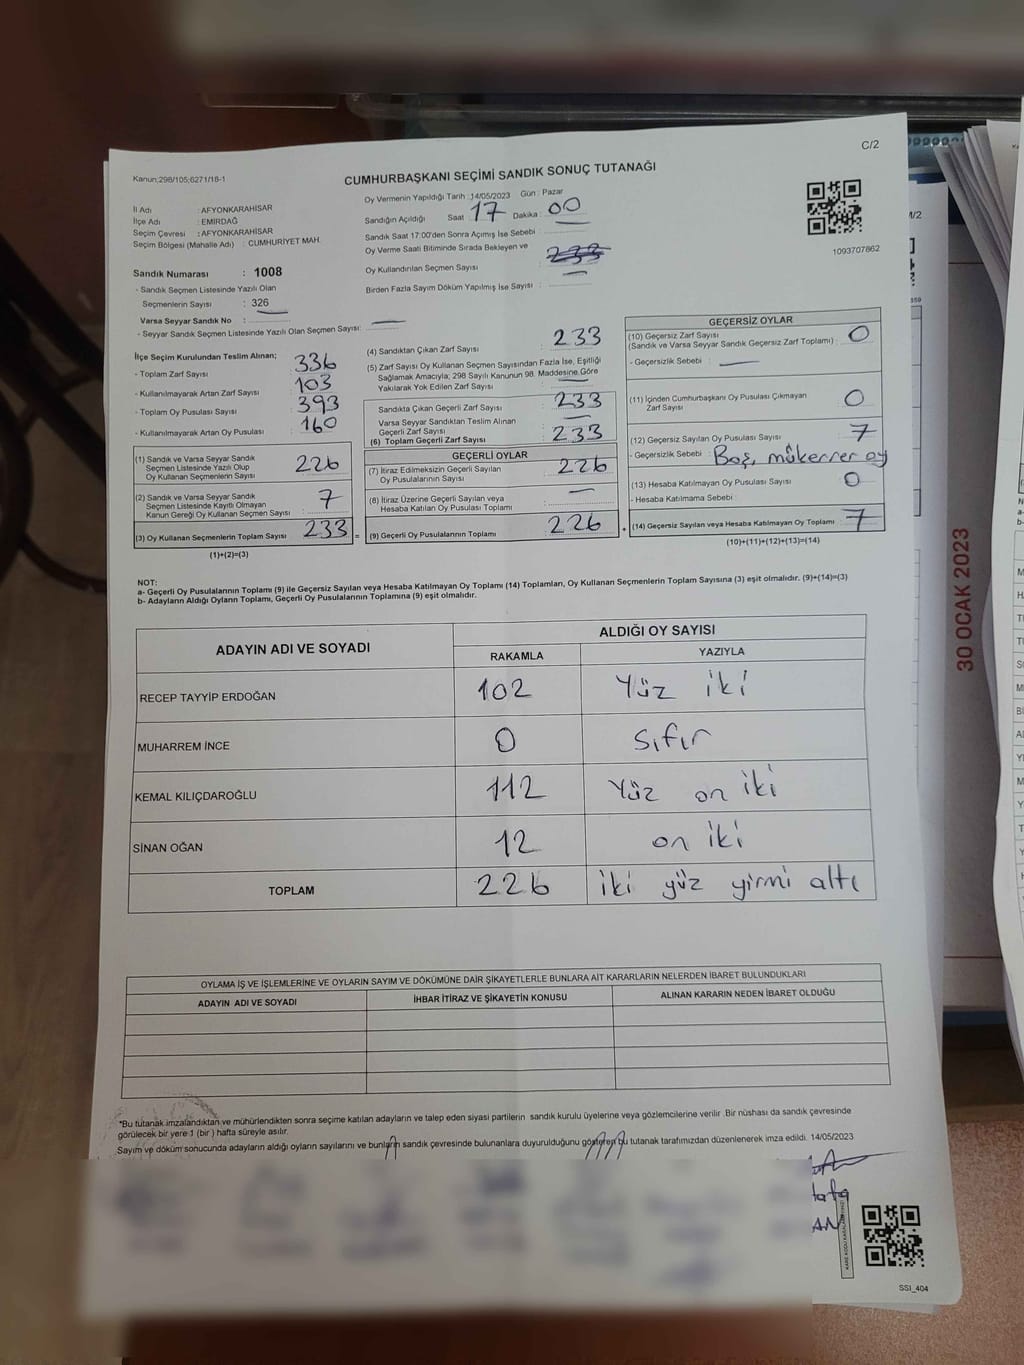 C/2
Kanun;298/105;6271/18-1
CUMHURBAŞKANI SEÇİMİ SANDIK SONUÇ TUTANAĞI
İl Adı : AFYONKARAHİSAR
İlçe Adı : EMİRDAĞ
Seçim Çevresi : AFYONKARAHİSAR
Seçim Bölgesi (Mahalle Adı) : CUMHURİYET MAH.
Sandık Numarası : 1008
- Sandık Seçmen Listesinde Yazılı Olan
Seçmenlerin Sayısı : 326
Varsa Seyyar Sandık No :
- Seyyar Sandık Seçmen Listesinde Yazılı Olan Seçmen Sayısı:
Oy Vermenin Yapıldığı Tarih :14/05/2023 Gün : Pazar
Sandığın Açıldığı Saat 17 Dakika : 00
Sandık Saat 17:00'den Sonra Açımış İse Sebebi :
Oy Verme Saati Bitiminde Sırada Bekleyen ve
Oy Kullandırılan Seçmen Sayısı : 233
Birden Fazla Sayım Döküm Yapılmış İse Sayısı :
1093707862
İlçe Seçim Kurulundan Teslim Alınan;
- Toplam Zarf Sayısı : 336
- Kullanılmayarak Artan Zarf Sayısı : 103
- Toplam Oy Pusulası Sayısı : 393
- Kullanılmayarak Artan Oy Pusulası : 160
(1) Sandık ve Varsa Seyyar Sandık
Seçmen Listesinde Yazılı Olup
Oy Kullanan Seçmenlerin Sayısı : 226
(2) Sandık ve Varsa Seyyar Sandık
Seçmen Listesinde Kayıtlı Olmayan
Kanun Gereği Oy Kullanan Seçmen Sayısı : 7
(3) Oy Kullanan Seçmenlerin Toplam Sayısı : 233 =
(1)+(2)=(3)
(4) Sandıktan Çıkan Zarf Sayısı : 233
(5) Zarf Sayısı Oy Kullanan Seçmen Sayısından Fazla İse, Eşitliği
Sağlamak Amacıyla; 298 Sayılı Kanunun 98. Maddesine Göre
Yakılarak Yok Edilen Zarf Sayısı :
Sandıkta Çıkan Geçerli Zarf Sayısı : 233
Varsa Seyyar Sandıktan Teslim Alınan
Geçerli Zarf Sayısı :
(6) Toplam Geçerli Zarf Sayısı : 233
GEÇERLİ OYLAR
(7) İtiraz Edilmeksizin Geçerli Sayılan
Oy Pusulalarının Sayısı : 226
(8) İtiraz Üzerine Geçerli Sayılan veya
Hesaba Katılan Oy Pusulası Toplamı :
(9) Geçerli Oy Pusulalarının Toplamı : 226 +
GEÇERSİZ OYLAR
(10) Geçersiz Zarf Sayısı
(Sandık ve Varsa Seyyar Sandık Geçersiz Zarf Toplamı) : 0
- Geçersizlik Sebebi :
(11) İçinden Cumhurbaşkanı Oy Pusulası Çıkmayan
Zarf Sayısı : 0
(12) Geçersiz Sayılan Oy Pusulası Sayısı : 7
- Geçersizlik Sebebi : Boş, mükerrer oy
(13) Hesaba Katılmayan Oy Pusulası Sayısı : 0
- Hesaba Katılmama Sebebi :
(14) Geçersiz Sayılan veya Hesaba Katılmayan Oy Toplamı : 7
(10)+(11)+(12)+(13)=(14)
NOT:
a- Geçerli Oy Pusulalarının Toplamı (9) ile Geçersiz Sayılan veya Hesaba Katılmayan Oy Toplamı (14) Toplamları, Oy Kullanan Seçmenlerin Toplam Sayısına (3) eşit olmalıdır. (9)+(14)=(3)
b- Adayların Aldığı Oyların Toplamı, Geçerli Oy Pusulalarının Toplamına (9) eşit olmalıdır.
ADAYIN ADI VE SOYADI ALDIĞI OY SAYISI
RAKAMLA YAZIYLA
RECEP TAYYİP ERDOĞAN 102 Yüz iki
MUHARREM İNCE 0 Sıfır
KEMAL KILIÇDAROĞLU 112 Yüz on iki
SİNAN OĞAN 12 on iki
TOPLAM 226 İki yüz yirmi altı
OYLAMA İŞ VE İŞLEMLERİNE VE OYLARIN SAYIM VE DÖKÜMÜNE DAİR ŞİKAYETLERLE BUNLARA AİT KARARLARIN NELERDEN İBARET BULUNDUKLARI
ADAYIN ADI VE SOYADI İHBAR İTİRAZ VE ŞİKAYETİN KONUSU ALINAN KARARIN NEDEN İBARET OLDUĞU
*Bu tutanak imzalandıktan ve mühürlendikten sonra seçime katılan adayların ve talep eden siyasi partilerin sandık kurulu üyelerine veya gözlemcilerine verilir. Bir nüshası da sandık çevresinde
görülecek bir yere 1 (bir) hafta süreyle asılır.
Sayım ve döküm sonucunda adayların aldığı oyların sayılarını ve bunların sandık çevresinde bulunanlara duyurulduğunu gösteren bu tutanak tarafımızdan düzenlenerek imza edildi. 14/05/2023
SSI_404
30 OCAK 2023